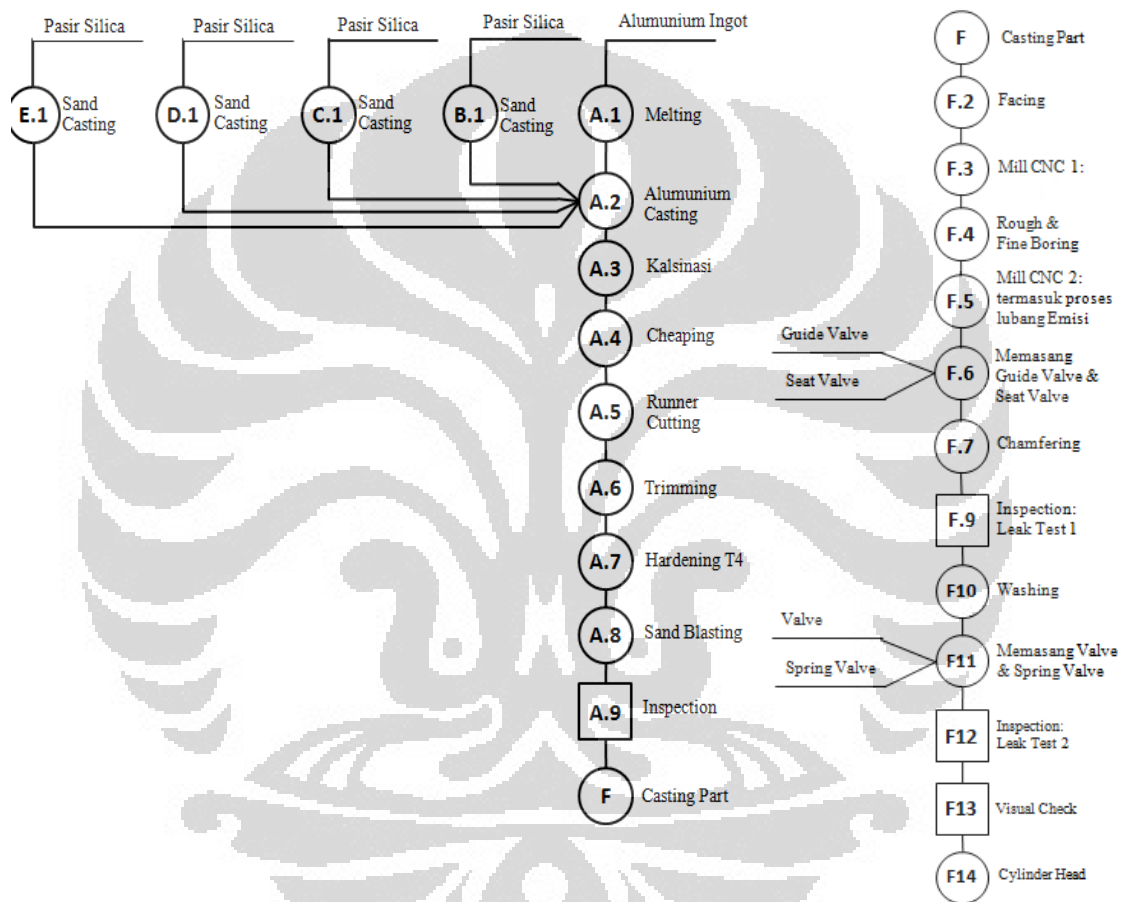 Pasir Silica
Pasir Silica
Pasir Silica
Pasir Silica
Alumunium Ingot
E.1
Sand
Casting
D.1
Sand
Casting
C.1
Sand
Casting
B.1
Sand
Casting
A.1
Melting
A.2
Alumunium
Casting
A.3
Kalsinasi
A.4
Cheaping
A.5
Runner
Cutting
A.6
Trimming
A.7
Hardening T4
A.8
Sand Blasting
A.9
Inspection
F
Casting Part
F
Casting Part
F.2
Facing
F.3
Mill CNC 1:
F.4
Rough &
Fine Boring
F.5
Mill CNC 2:
termasuk proses
lubang Emisi
Guide Valve
Seat Valve
F.6
Memasang
Guide Valve &
Seat Valve
F.7
Chamfering
F.9
Inspection:
Leak Test 1
F10
Washing
Valve
Spring Valve
F11
Memasang Valve
& Spring Valve
F12
Inspection:
Leak Test 2
F13
Visual Check
F14
Cylinder Head